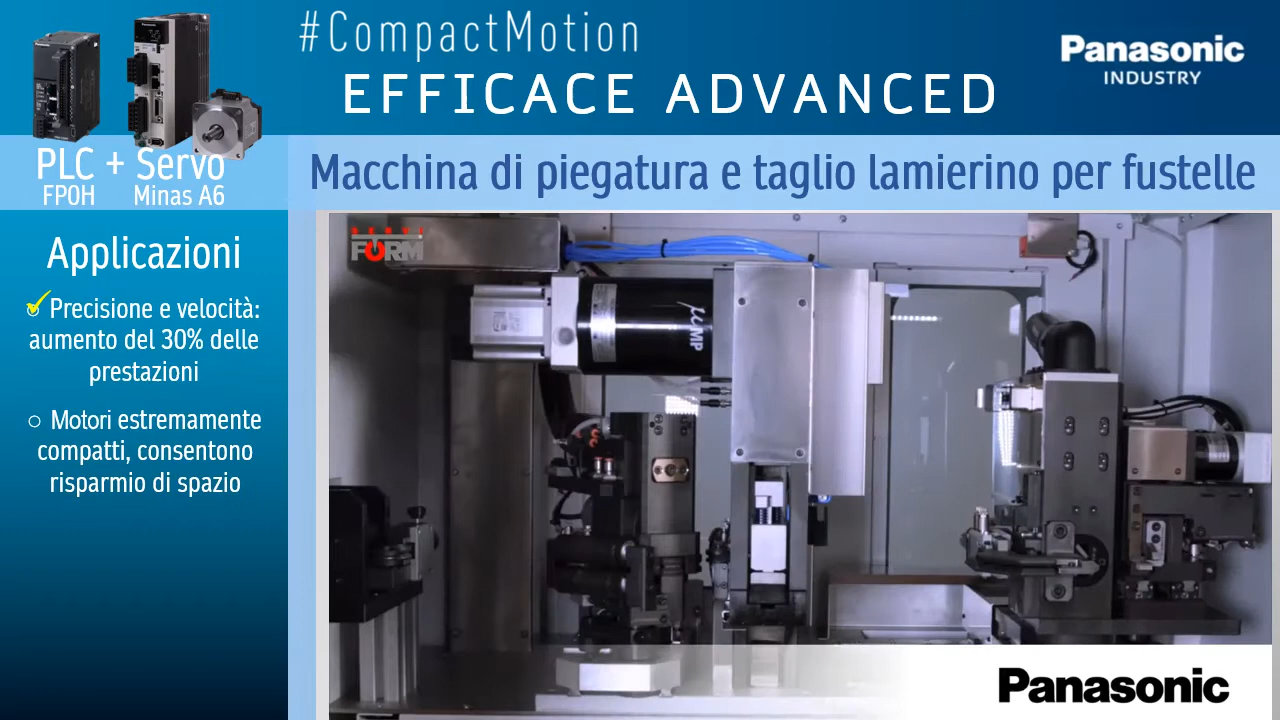 #CompactMotion
EFFICACE ADVANCED
Panasonic
INDUSTRY
PLC + Servo
FP0H Minas A6
Macchina di piegatura e taglio lamierino per fustelle
Applicazioni
✓ Precisione e velocità:
aumento del 30% delle
prestazioni
○ Motori estremamente
compatti, consentono
risparmio di spazio
FORM
µMP
Panasonic